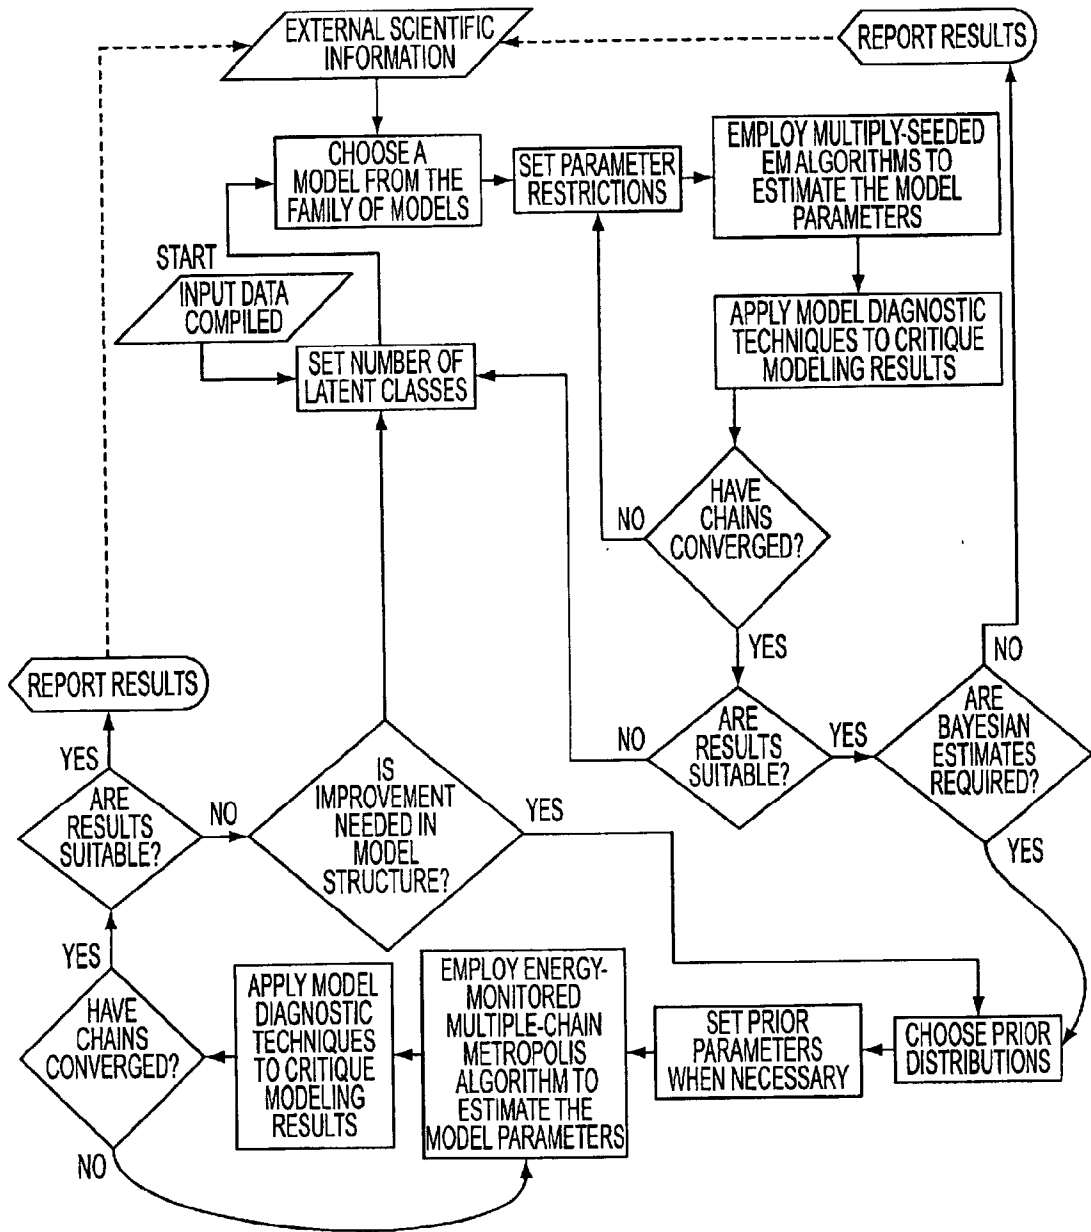 EXTERNAL SCIENTIFIC
INFORMATION
REPORT RESULTS
CHOOSE A
MODEL FROM THE
FAMILY OF MODELS
SET PARAMETER
RESTRICTIONS
EMPLOY MULTIPLY-SEEDED
EM ALGORITHMS TO
ESTIMATE THE MODEL
PARAMETERS
START
INPUT DATA
COMPILED
SET NUMBER OF
LATENT CLASSES
APPLY MODEL DIAGNOSTIC
TECHNIQUES TO CRITIQUE
MODELING RESULTS
HAVE
CHAINS
CONVERGED?
NO
YES
REPORT RESULTS
ARE
RESULTS
SUITABLE?
NO
YES
ARE
BAYESIAN
ESTIMATES
REQUIRED?
NO
YES
YES
ARE
RESULTS
SUITABLE?
NO
IS
IMPROVEMENT
NEEDED IN
MODEL
STRUCTURE?
YES
YES
HAVE
CHAINS
CONVERGED?
NO
APPLY MODEL
DIAGNOSTIC
TECHNIQUES
TO CRITIQUE
MODELING
RESULTS
EMPLOY ENERGY-
MONITORED
MULTIPLE-CHAIN
METROPOLIS
ALGORITHM TO
ESTIMATE THE
MODEL PARAMETERS
SET PRIOR
PARAMETERS
WHEN NECESSARY
CHOOSE PRIOR
DISTRIBUTIONS